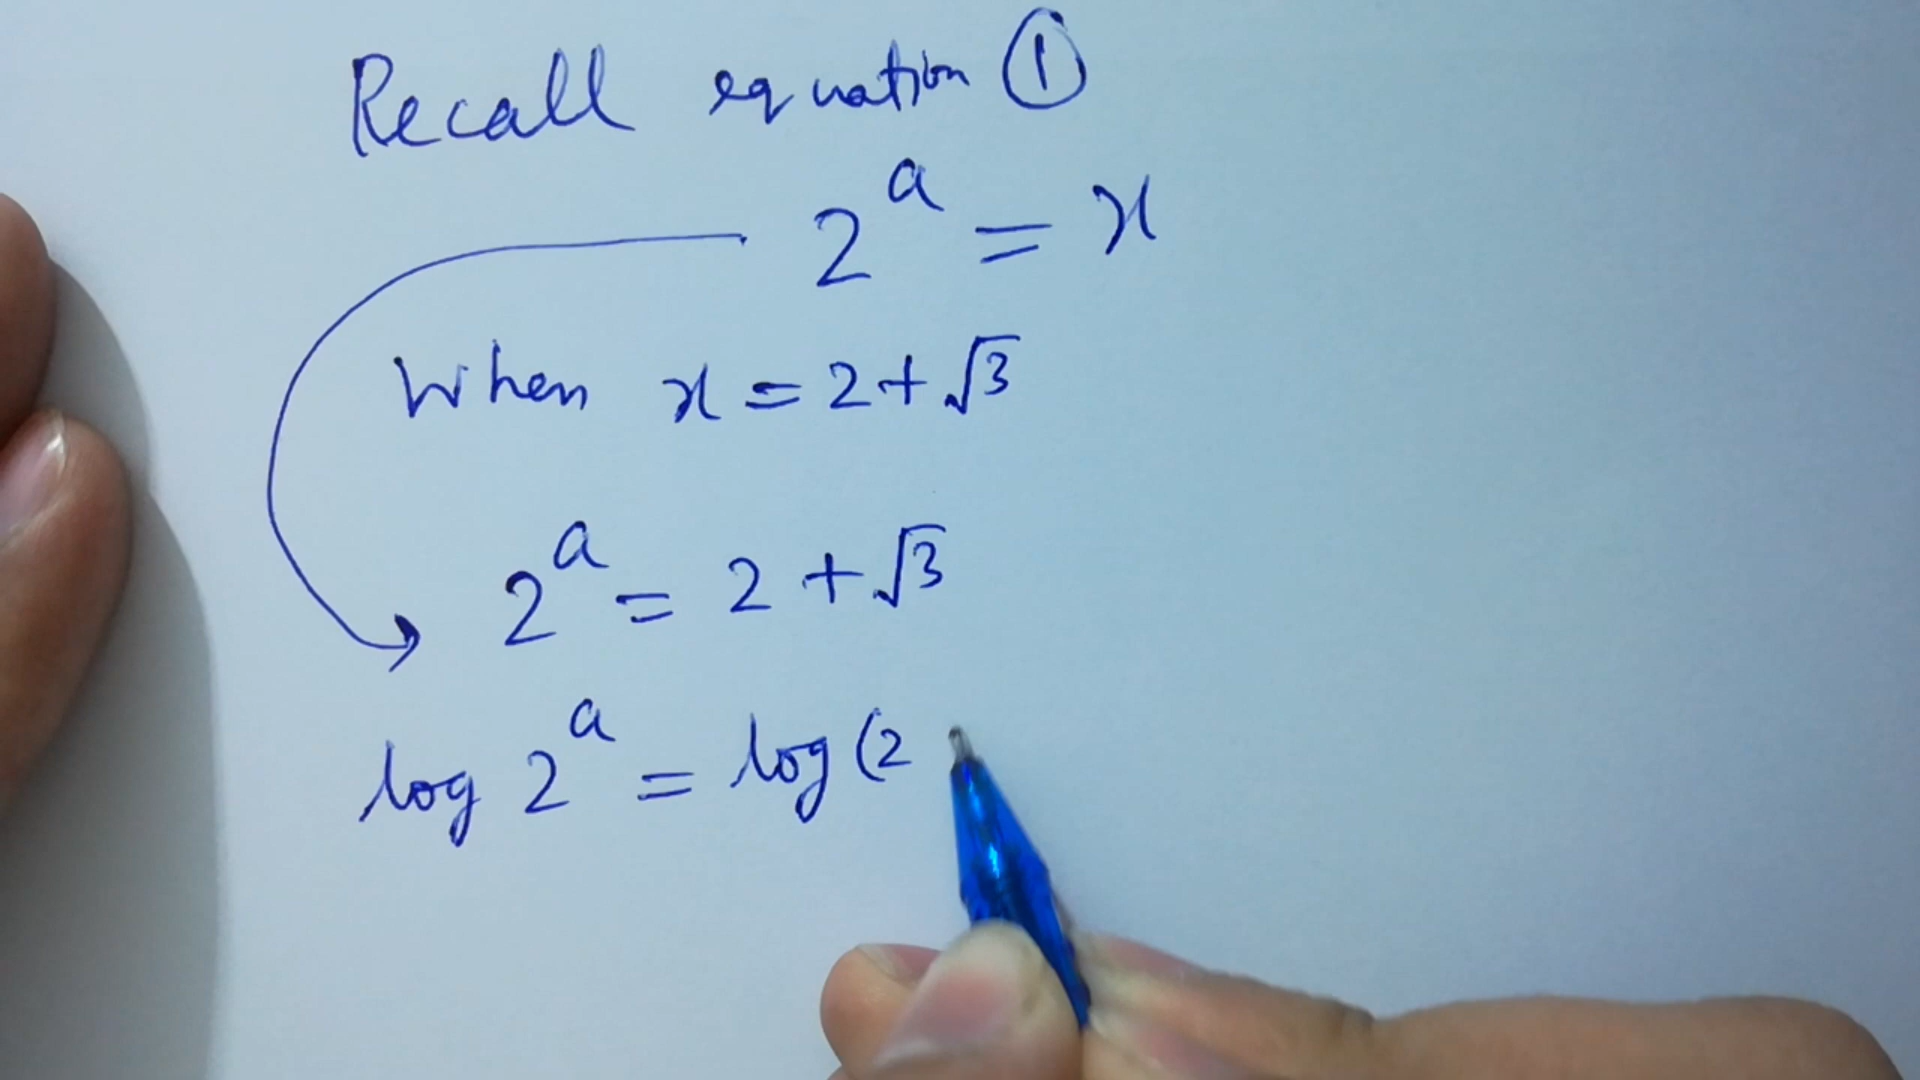 Recall equation ①
2^a = x
When x = 2 + √3
2^a = 2 + √3
log 2^a = log (2